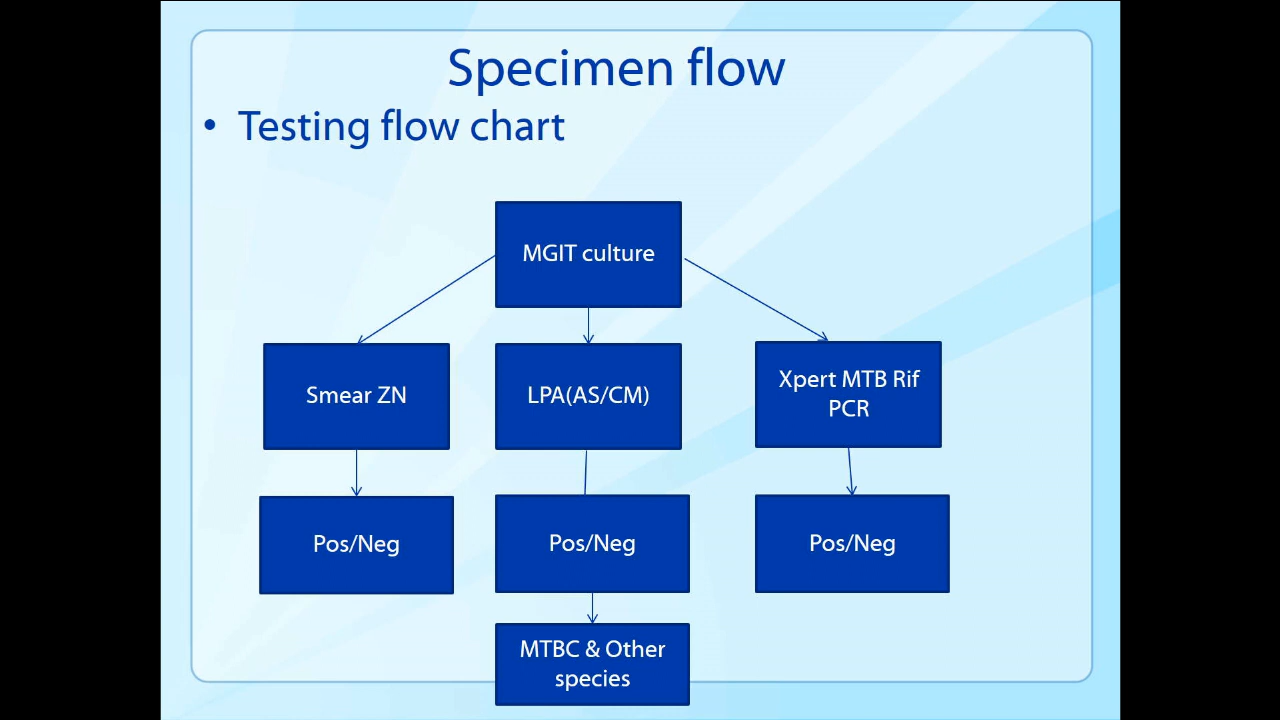 Specimen flow
• Testing flow chart
MGIT culture
Smear ZN
LPA(AS/CM)
Xpert MTB Rif
PCR
Pos/Neg
Pos/Neg
Pos/Neg
MTBC & Other
species